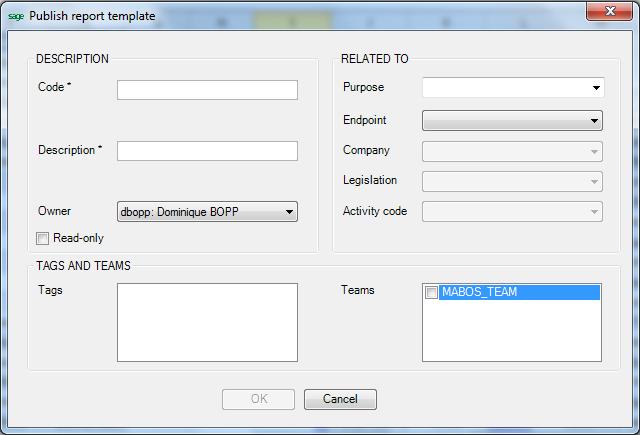 sage Publish report template
DESCRIPTION
Code *
Description *
Owner
dbopp: Dominique BOPP
Read-only
RELATED TO
Purpose
Endpoint
Company
Legislation
Activity code
TAGS AND TEAMS
Tags
Teams
MABOS_TEAM
OK
Cancel